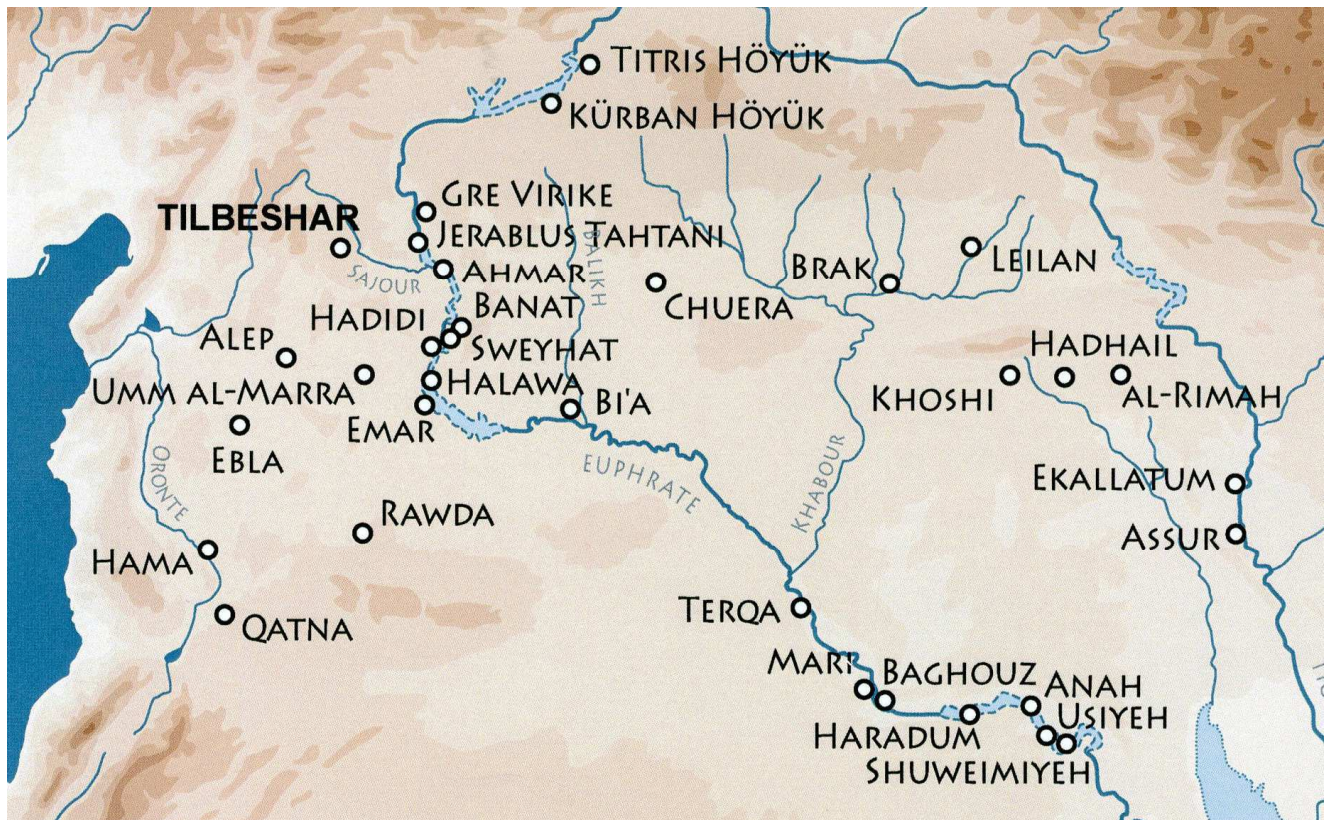 TITRIS HÖYÜK
KÜRBAN HÖYÜK
GRE VIRIKE
TILBESHAR
JERABLUS TAHTANI
BALIKH
SAJOUR
AHMAR
BRAK
LEILAN
BANAT
CHUERA
HADIDI
ALEP
SWEYHAT
HADHAIL
UMM AL-MARRA
HALAWA
KHOSHI
AL-RIMAH
EMAR
BI'A
EBLA
ORONTE
EUPHRATE
KHABOUR
EKALLATUM
RAWDA
ASSUR
HAMA
QATNA
TERQA
MARI
BAGHOUZ
ANAH
USIYEH
HARADUM
SHUWEIMIYEH